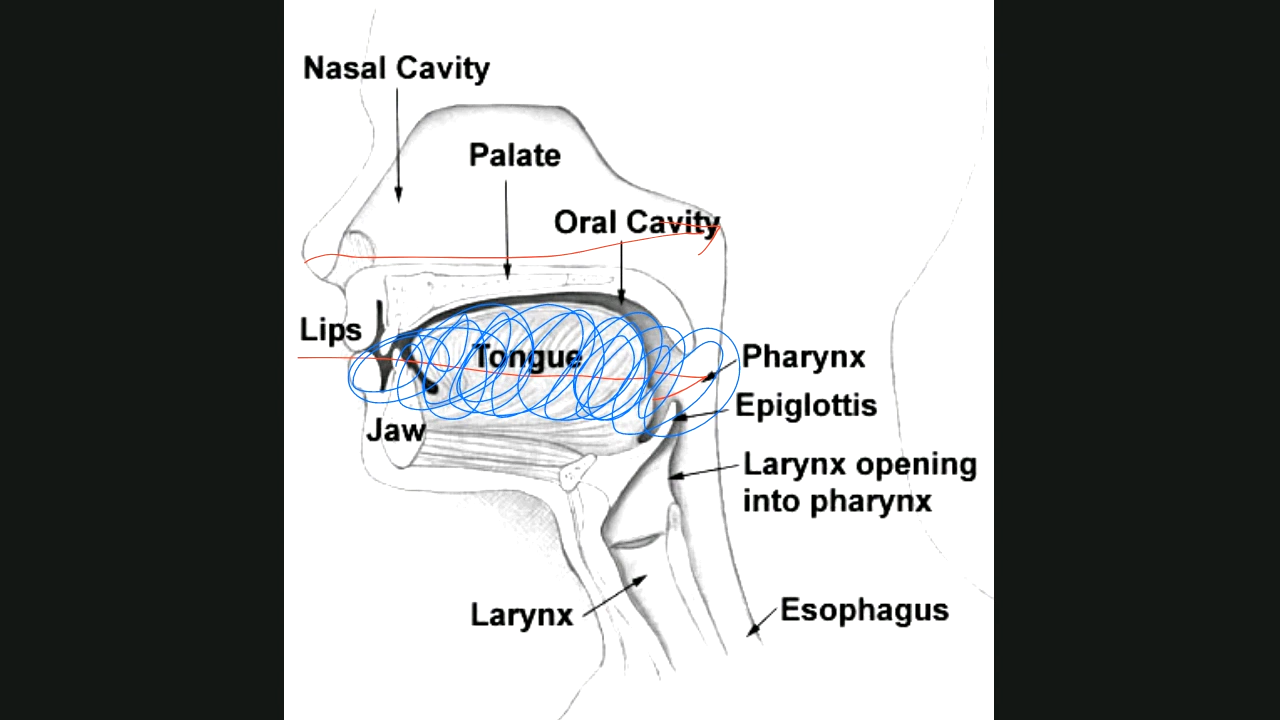 Nasal Cavity
Palate
Oral Cavity
Lips
Tongue
Pharynx
Epiglottis
Jaw
Larynx opening
into pharynx
Larynx
Esophagus